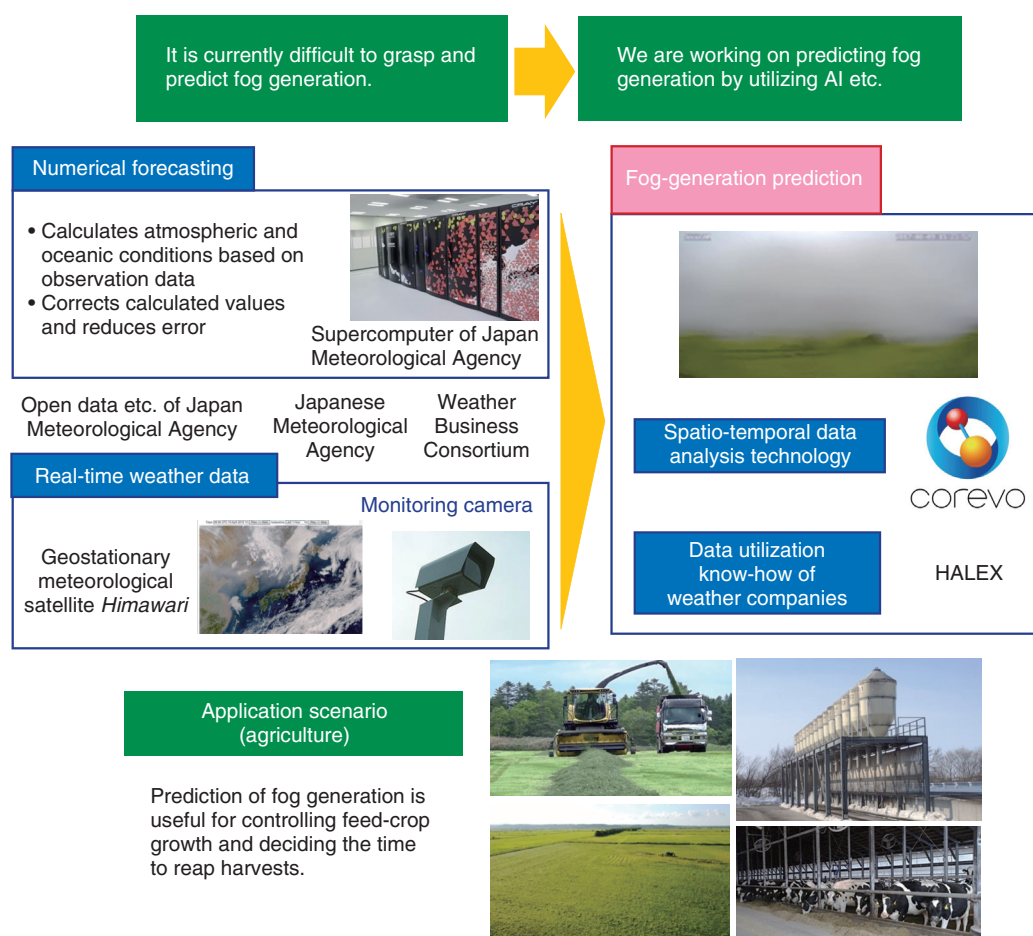 It is currently difficult to grasp and
predict fog generation.
We are working on predicting fog
generation by utilizing AI etc.
Numerical forecasting
• Calculates atmospheric and
oceanic conditions based on
observation data
• Corrects calculated values
and reduces error
CRAY
Supercomputer of Japan
Meteorological Agency
Open data etc. of Japan
Meteorological Agency
Japanese
Meteorological
Agency
Weather
Business
Consortium
Real-time weather data
Geostationary
meteorological
satellite Himawari
Monitoring camera
Fog-generation prediction
Spatio-temporal data
analysis technology
corevo
Data utilization
know-how of
weather companies
HALEX
Application scenario
(agriculture)
Prediction of fog generation is
useful for controlling feed-crop
growth and deciding the time
to reap harvests.